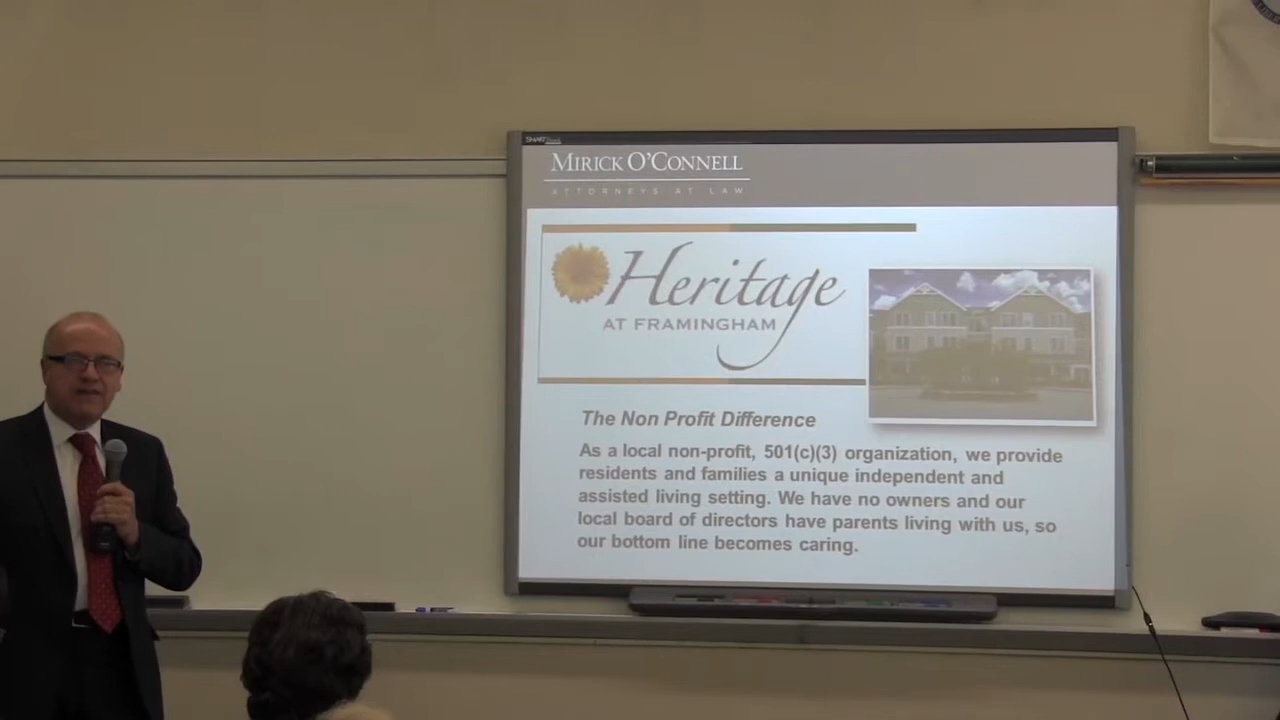 SMART
MIRICK O'CONNELL
ATTORNEYS AT LAW
Heritage
AT FRAMINGHAM
The Non Profit Difference
As a local non-profit, 501(c)(3) organization, we provide
residents and families a unique independent and
assisted living setting. We have no owners and our
local board of directors have parents living with us, so
our bottom line becomes caring.